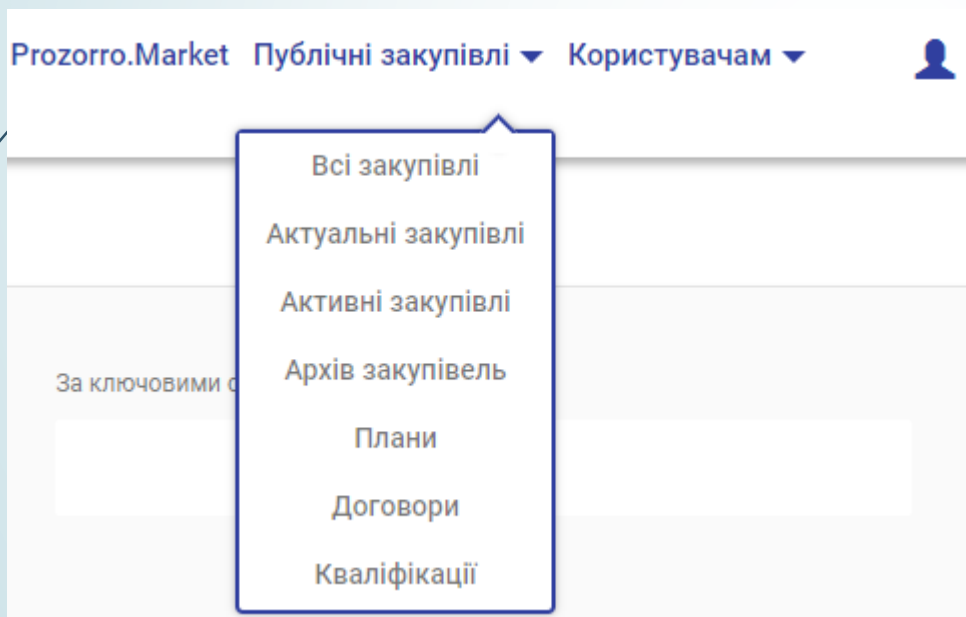 Prozorro.Market Публічні закупівлі Користувачам
Всі закупівлі
Актуальні закупівлі
Активні закупівлі
Архів закупівель
За ключовими
Плани
Договори
Кваліфікації